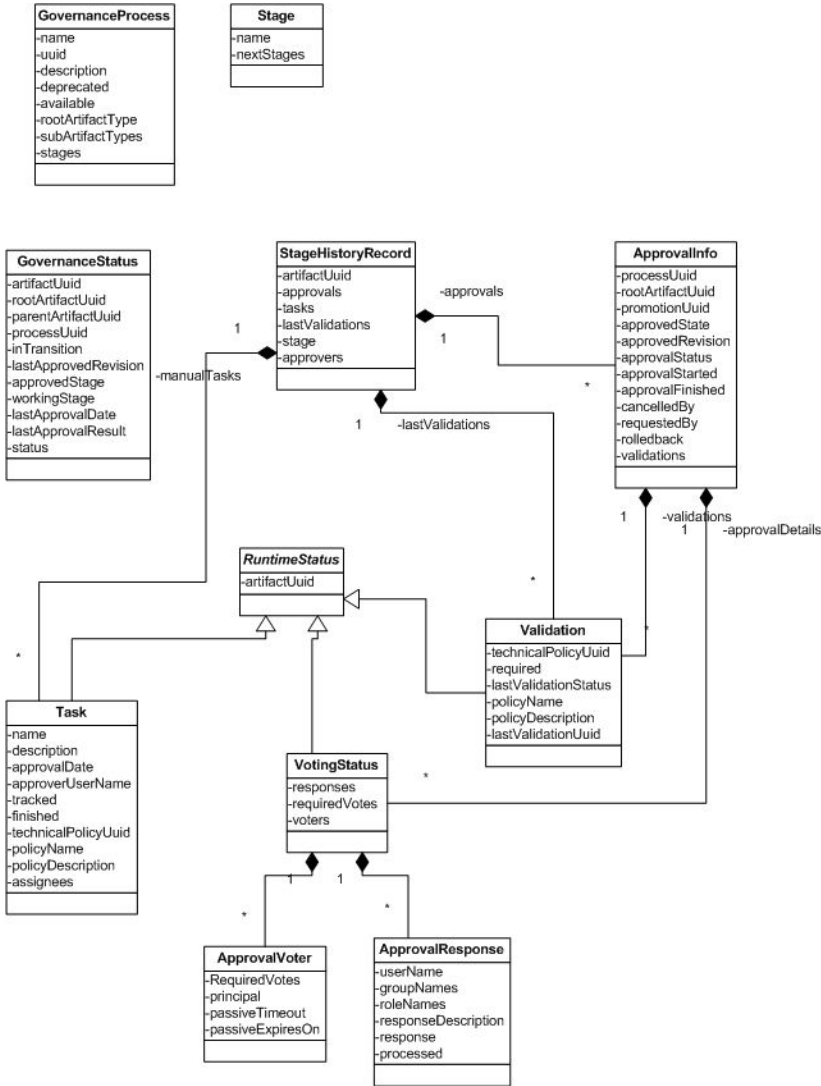 GovernanceProcess
-name
-uuid
-description
-deprecated
-available
-rootArtifactType
-subArtifactTypes
-stages
Stage
-name
-nextStages
GovernanceStatus
-artifactUuid
-rootArtifactUuid
-parentArtifactUuid
-processUuid
-inTransition
-lastApprovedRevision
-approvedStage
-workingStage
-lastApprovalDate
-lastApprovalResult
-status
StageHistoryRecord
-artifactUuid
-approvals
-tasks
-lastValidations
-stage
-approvers
ApprovalInfo
-processUuid
-rootArtifactUuid
-promotionUuid
-approvedState
-approvedRevision
-approvalStatus
-approvalStarted
-approvalFinished
-cancelledBy
-requestedBy
-rolledback
-validations
-approvals
1
*
1
-manualTasks
*
1
-lastValidations
*
1
-validations
*
1
-approvalDetails
*
RuntimeStatus
-artifactUuid
Validation
-technicalPolicyUuid
-required
-lastValidationStatus
-policyName
-policyDescription
-lastValidationUuid
Task
-name
-description
-approvalDate
-approverUserName
-tracked
-finished
-technicalPolicyUuid
-policyName
-policyDescription
-assignees
VotingStatus
-responses
-requiredVotes
-voters
1
*
1
*
ApprovalVoter
-RequiredVotes
-principal
-passiveTimeout
-passiveExpiresOn
ApprovalResponse
-userName
-groupNames
-roleNames
-responseDescription
-response
-processed